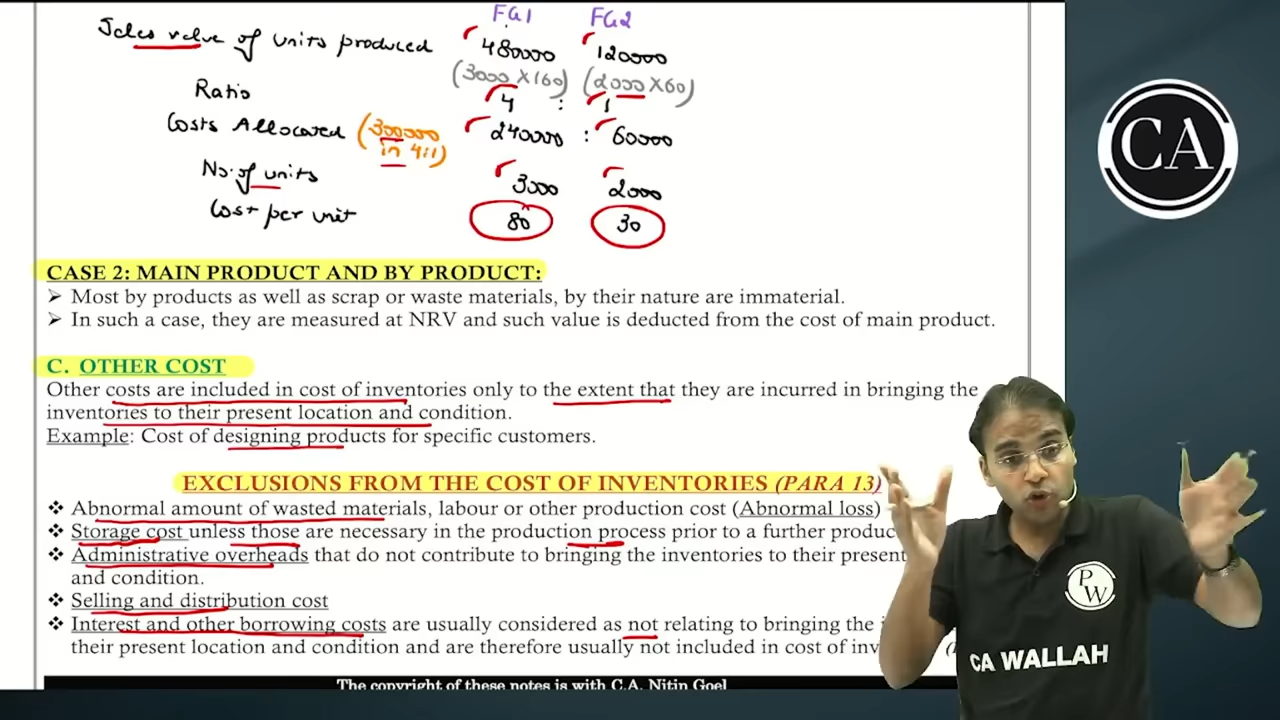 FG1 FG2
Sales value of units produced 480000 120000
(3000 X 160) (2000 X 60)
Ratio 4 : 1
Costs Allocated (300000 in 4:1) 240000 : 60000
No. of units 3000 2000
Cost per unit 80 30
CASE 2: MAIN PRODUCT AND BY PRODUCT:
➢ Most by products as well as scrap or waste materials, by their nature are immaterial.
➢ In such a case, they are measured at NRV and such value is deducted from the cost of main product.
C. OTHER COST
Other costs are included in cost of inventories only to the extent that they are incurred in bringing the
inventories to their present location and condition.
Example: Cost of designing products for specific customers.
EXCLUSIONS FROM THE COST OF INVENTORIES (PARA 13)
❖ Abnormal amount of wasted materials, labour or other production cost (Abnormal loss)
❖ Storage cost unless those are necessary in the production process prior to a further produc
❖ Administrative overheads that do not contribute to bringing the inventories to their present
and condition.
❖ Selling and distribution cost
❖ Interest and other borrowing costs are usually considered as not relating to bringing the i
their present location and condition and are therefore usually not included in cost of inv
The copyright of these notes is with C.A. Nitin Goel
CA
PW
CA WALLAH